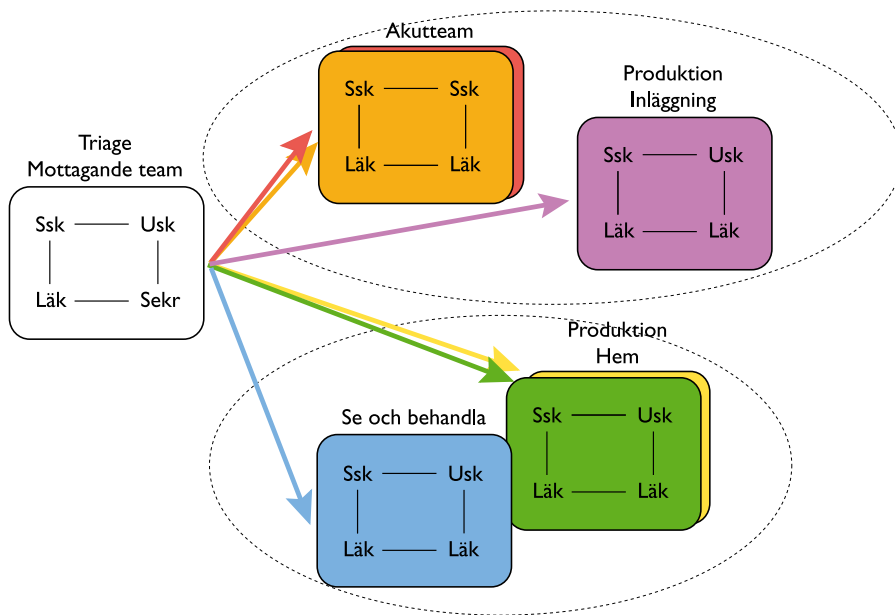 Akutteam
Ssk Ssk
Läk Läk
Produktion
Inläggning
Ssk Usk
Läk Läk
Triage
Mottagande team
Ssk Usk
Läk Sekr
Produktion
Hem
Ssk Usk
Läk Läk
Se och behandla
Ssk Usk
Läk Läk